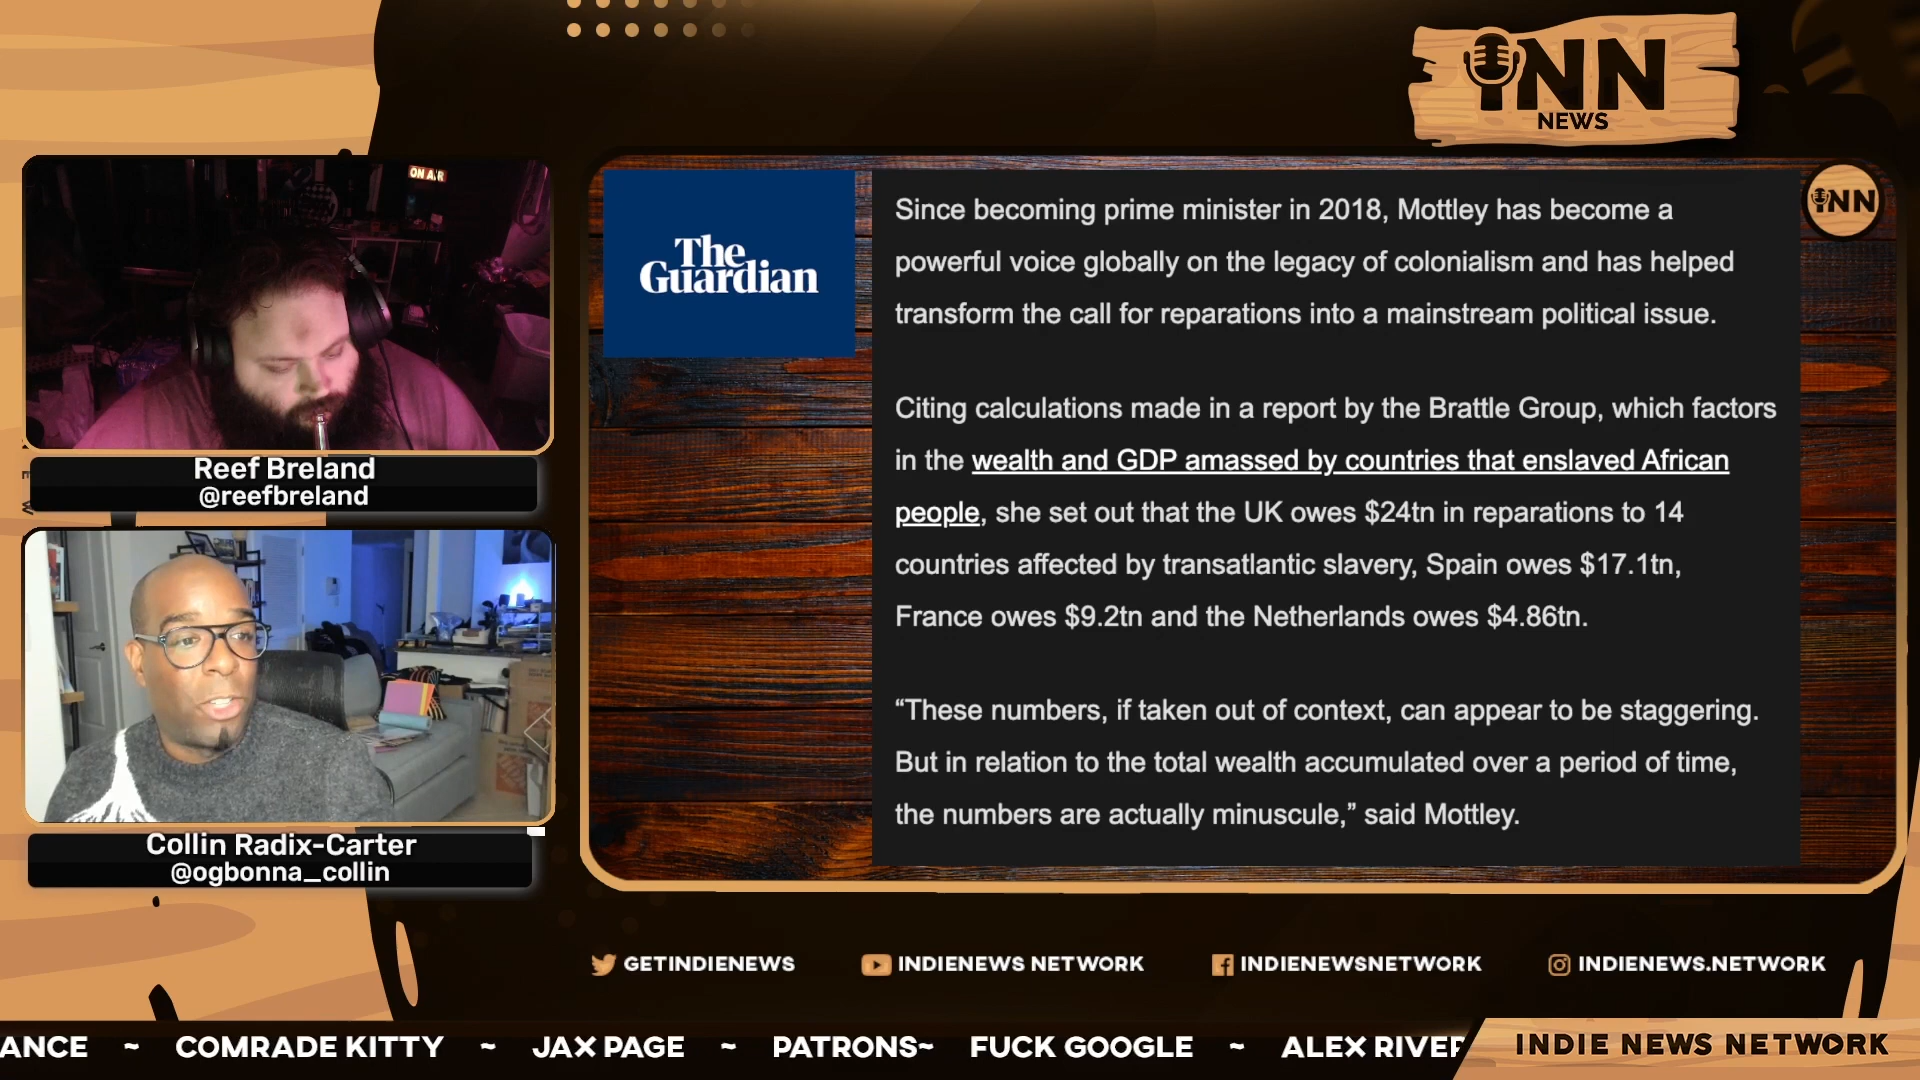 iNN
NEWS
ON AIR
Reef Breland
@reefbreland
Collin Radix-Carter
@ogbonna_collin
The
Guardian
iNN
Since becoming prime minister in 2018, Mottley has become a
powerful voice globally on the legacy of colonialism and has helped
transform the call for reparations into a mainstream political issue.
Citing calculations made in a report by the Brattle Group, which factors
in the wealth and GDP amassed by countries that enslaved African
people, she set out that the UK owes $24tn in reparations to 14
countries affected by transatlantic slavery, Spain owes $17.1tn,
France owes $9.2tn and the Netherlands owes $4.86tn.
“These numbers, if taken out of context, can appear to be staggering.
But in relation to the total wealth accumulated over a period of time,
the numbers are actually minuscule,” said Mottley.
GETINDIENEWS INDIENEWS NETWORK INDIENEWSNETWORK INDIENEWS.NETWORK
ANCE ~ COMRADE KITTY ~ JAX PAGE ~ PATRONS~ FUCK GOOGLE ~ ALEX RIVER
INDIE NEWS NETWORK